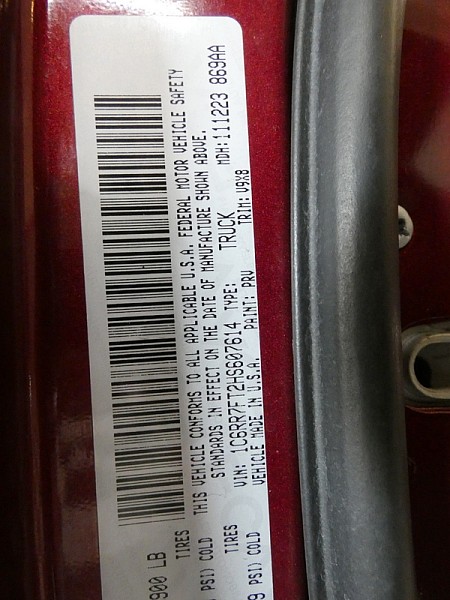 900 LB
TIRES
PSI) COLD
TIRES
9 PSI) COLD
THIS VEHICLE CONFORMS TO ALL APPLICABLE U.S.A. FEDERAL MOTOR VEHICLE SAFETY
STANDARDS IN EFFECT ON THE DATE OF MANUFACTURE SHOWN ABOVE.
MDH: 111223 869AA
VIN: 1C6RR7FT2HS607614 TYPE: TRUCK
VEHICLE MADE IN U.S.A. PAINT: PRV TRIM: V9X8